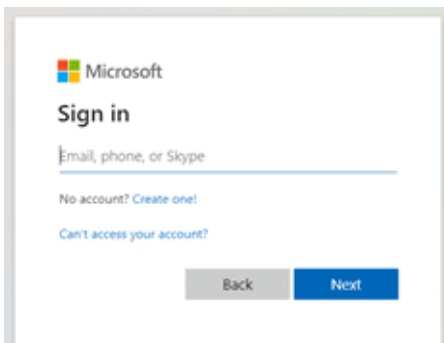 Microsoft
Sign in
Email, phone, or Skype
No account? Create one!
Can't access your account?
Back Next